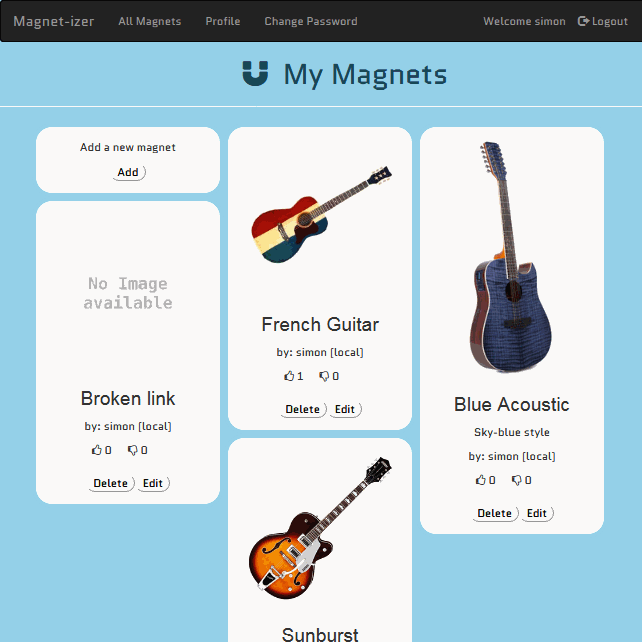 Magnet-izer All Magnets Profile Change Password Welcome simon Logout
My Magnets
Add a new magnet
Add
No Image
available
Broken link
by: simon [local]
0 0
Delete Edit
French Guitar
by: simon [local]
1 0
Delete Edit
Sunburst
Blue Acoustic
Sky-blue style
by: simon [local]
0 0
Delete Edit